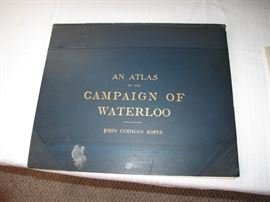 AN ATLAS
OF THE
CAMPAIGN OF
WATERLOO
JOHN CODMAN ROPES